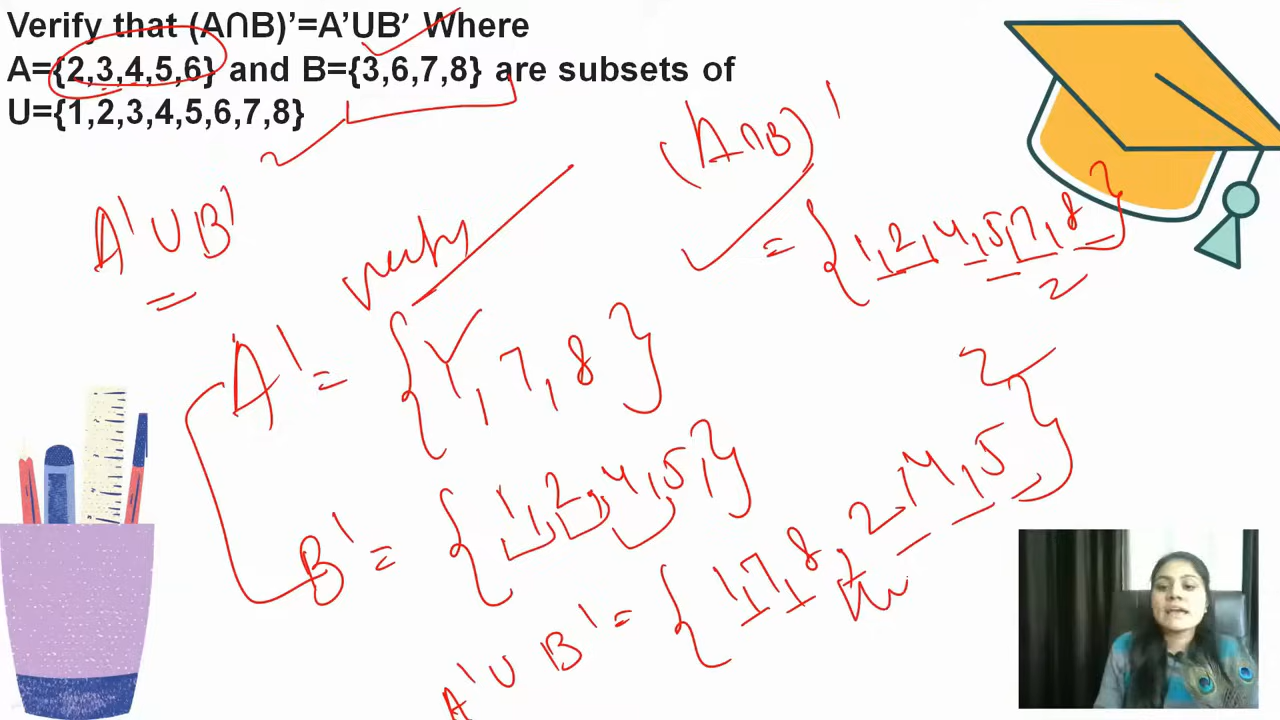 Verify that (A∩B)’=A’UB’ Where
A={2,3,4,5,6} and B={3,6,7,8} are subsets of
U={1,2,3,4,5,6,7,8}
(A∩B)'
= {1,2,4,5,7,8}
A'∪B'
verify
A' = {1,7,8}
B' = {1,2,4,5,}
A'∪B' = {1,7,8,2,4,5}